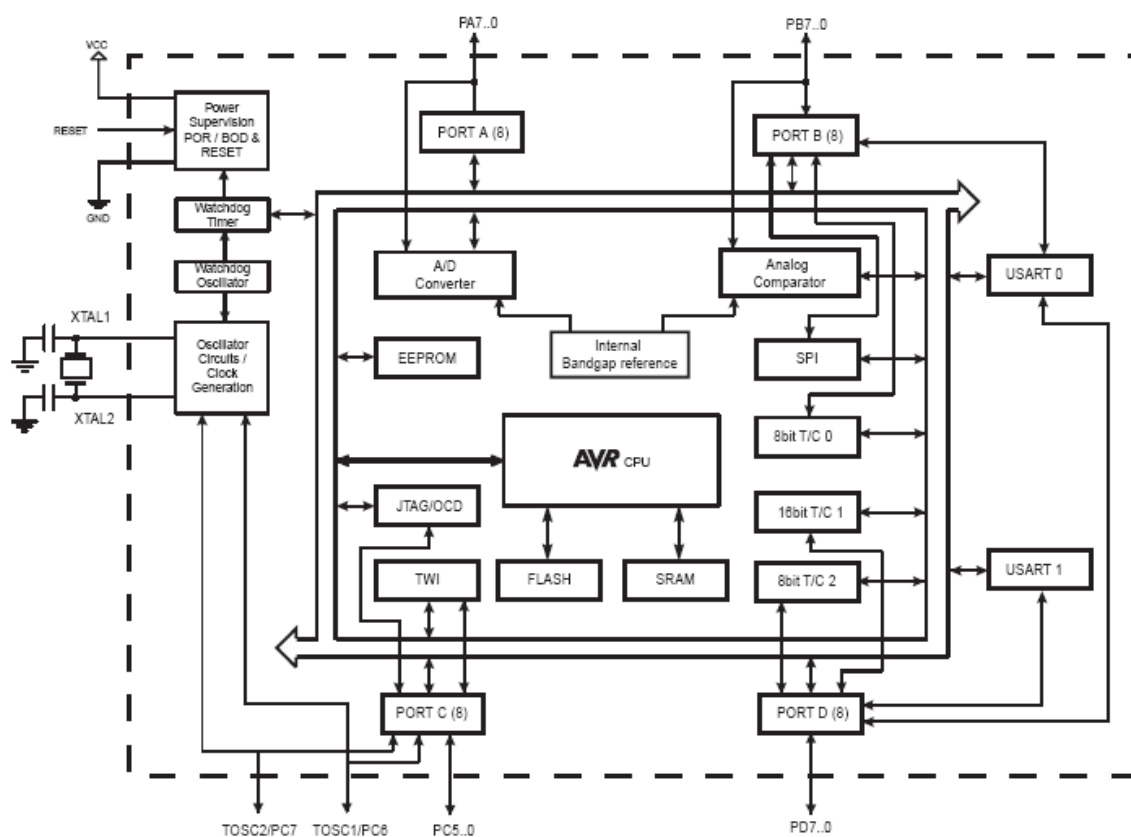 PA7..0
PB7..0
VCC
Power
Supervision
POR / BOD &
RESET
RESET
PORT A (8)
PORT B (8)
GND
Watchdog
Timer
Watchdog
Oscillator
A/D
Converter
Analog
Comparator
USART 0
XTAL1
Oscillator
Circuits /
Clock
Generation
XTAL2
EEPROM
Internal
Bandgap reference
SPI
8bit T/C 0
AVR CPU
JTAG/OCD
16bit T/C 1
TWI
FLASH
SRAM
8bit T/C 2
USART 1
PORT C (8)
PORT D (8)
TOSC2/PC7
TOSC1/PC6
PC5..0
PD7..0